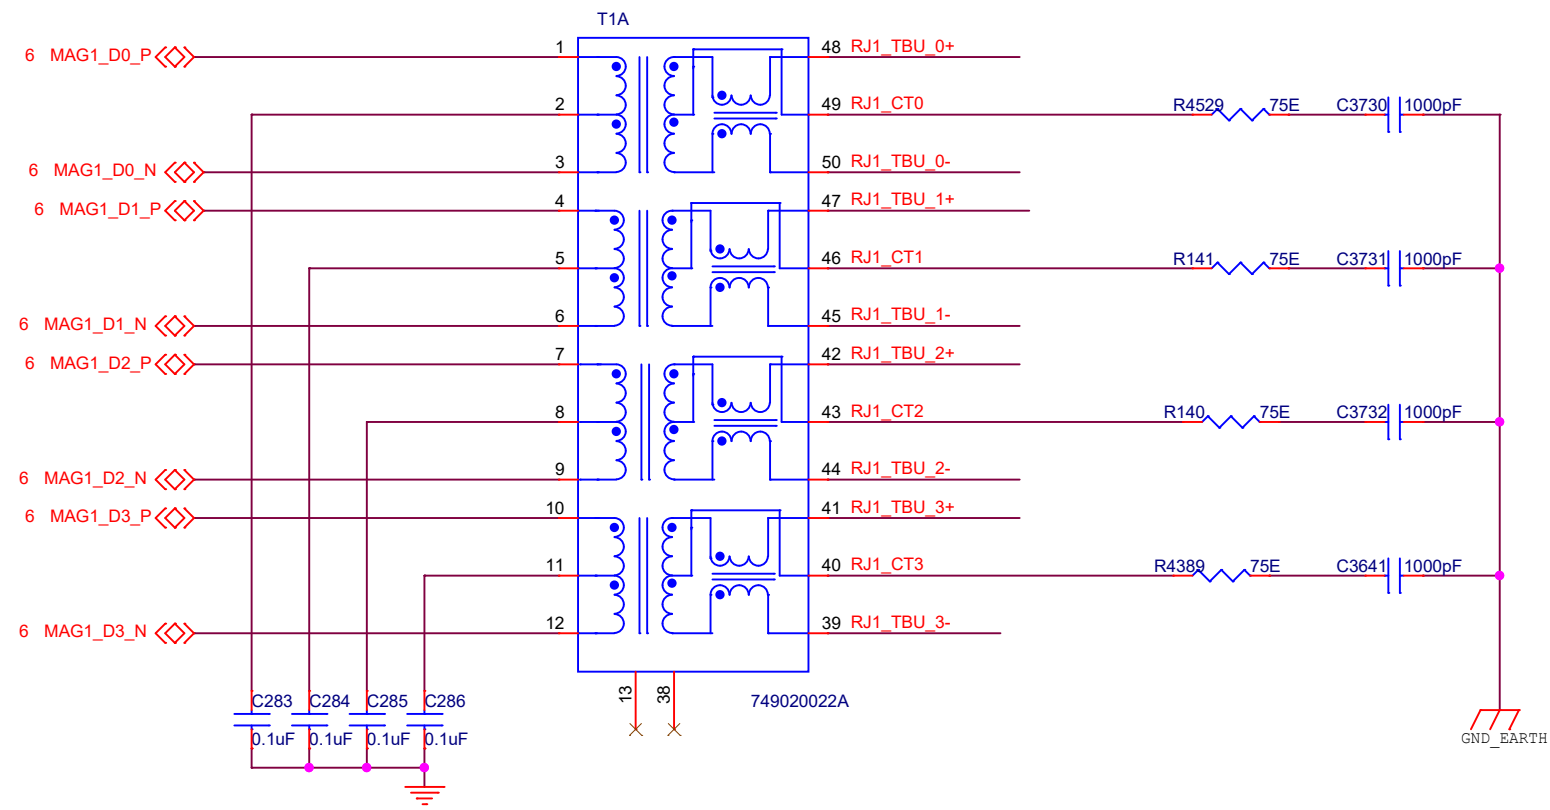 T1A
6 MAG1_D0_P 1 48 RJ1_TBU_0+
2 49 RJ1_CT0 R4529 75E C3730 1000pF
6 MAG1_D0_N 3 50 RJ1_TBU_0-
6 MAG1_D1_P 4 47 RJ1_TBU_1+
5 46 RJ1_CT1 R141 75E C3731 1000pF
6 MAG1_D1_N 6 45 RJ1_TBU_1-
6 MAG1_D2_P 7 42 RJ1_TBU_2+
8 43 RJ1_CT2 R140 75E C3732 1000pF
6 MAG1_D2_N 9 44 RJ1_TBU_2-
6 MAG1_D3_P 10 41 RJ1_TBU_3+
11 40 RJ1_CT3 R4389 75E C3641 1000pF
6 MAG1_D3_N 12 39 RJ1_TBU_3-
13 38
C283 C284 C285 C286 749020022A
0.1uF 0.1uF 0.1uF 0.1uF GND_EARTH